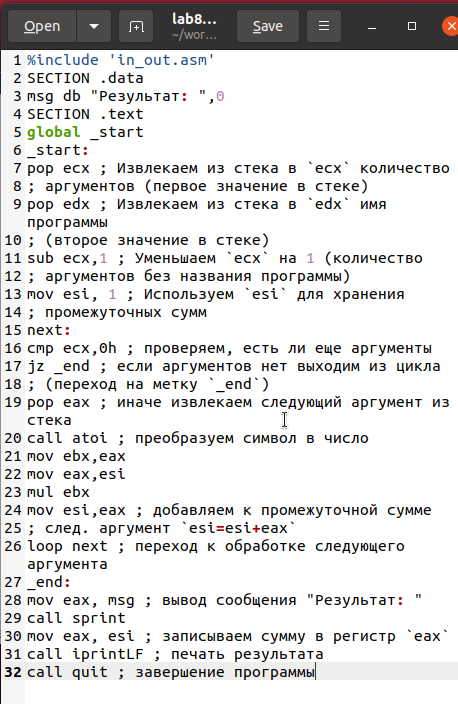 Open
lab8...
~/wor...
Save
1 %include 'in_out.asm'
2 SECTION .data
3 msg db "Результат: ",0
4 SECTION .text
5 global _start
6 _start:
7 pop ecx ; Извлекаем из стека в `ecx` количество
8 ; аргументов (первое значение в стеке)
9 pop edx ; Извлекаем из стека в `edx` имя
программы
10 ; (второе значение в стеке)
11 sub ecx,1 ; Уменьшаем `ecx` на 1 (количество
12 ; аргументов без названия программы)
13 mov esi, 1 ; Используем `esi` для хранения
14 ; промежуточных сумм
15 next:
16 cmp ecx,0h ; проверяем, есть ли еще аргументы
17 jz _end ; если аргументов нет выходим из цикла
18 ; (переход на метку `_end`)
19 pop eax ; иначе извлекаем следующий аргумент из
стека
20 call atoi ; преобразуем символ в число
21 mov ebx,eax
22 mov eax,esi
23 mul ebx
24 mov esi,eax ; добавляем к промежуточной сумме
25 ; след. аргумент `esi=esi+eax`
26 loop next ; переход к обработке следующего
аргумента
27 _end:
28 mov eax, msg ; вывод сообщения "Результат: "
29 call sprint
30 mov eax, esi ; записываем сумму в регистр `eax`
31 call iprintLF ; печать результата
32 call quit ; завершение программы